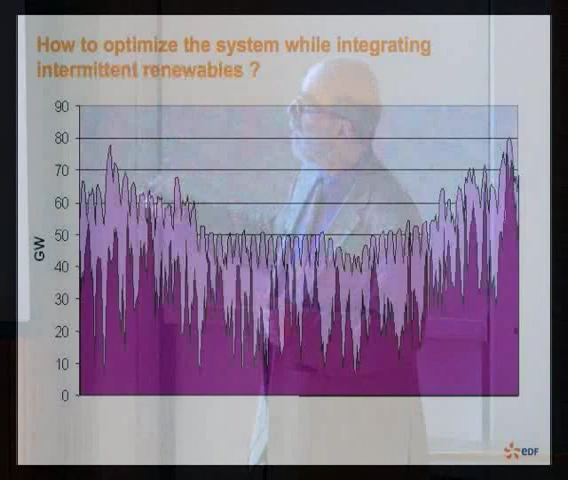 How to optimize the system while integrating
intermittent renewables ?
90
80
70
60
50
40
30
20
10
0
GW
eDF